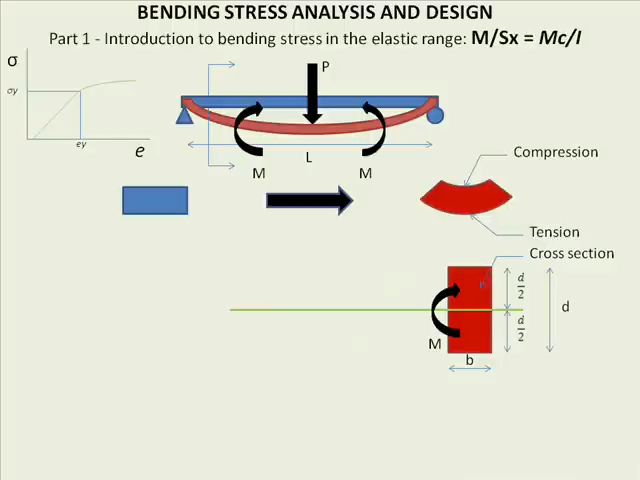 BENDING STRESS ANALYSIS AND DESIGN
Part 1 - Introduction to bending stress in the elastic range: M/Sx = Mc/I
σ
σy
ey
e
P
L
M
M
Compression
Tension
Cross section
d/2
d
d/2
M
b